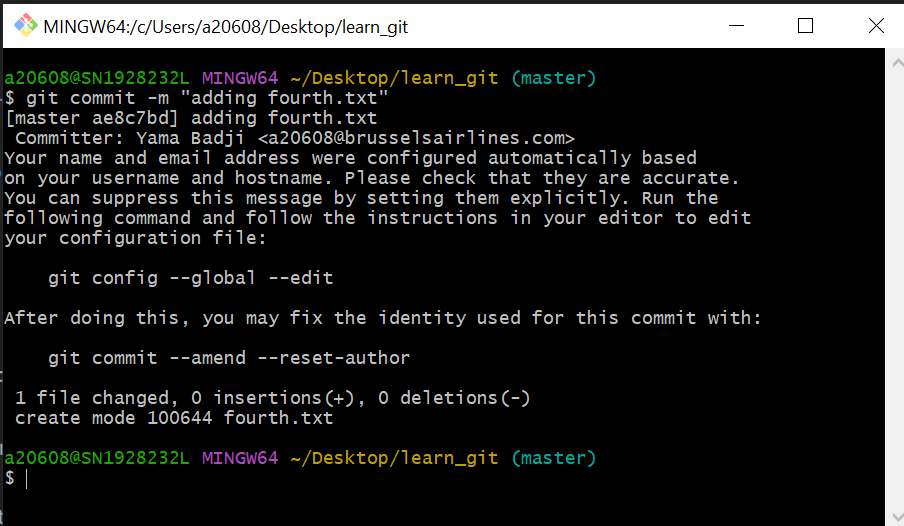 MINGW64:/c/Users/a20608/Desktop/learn_git
a20608@SN1928232L MINGW64 ~/Desktop/learn_git (master)
$ git commit -m "adding fourth.txt"
[master ae8c7bd] adding fourth.txt
 Committer: Yama Badji <a20608@brusselsairlines.com>
Your name and email address were configured automatically based
on your username and hostname. Please check that they are accurate.
You can suppress this message by setting them explicitly. Run the
following command and follow the instructions in your editor to edit
your configuration file:
    git config --global --edit
After doing this, you may fix the identity used for this commit with:
    git commit --amend --reset-author
 1 file changed, 0 insertions(+), 0 deletions(-)
 create mode 100644 fourth.txt
a20608@SN1928232L MINGW64 ~/Desktop/learn_git (master)
$